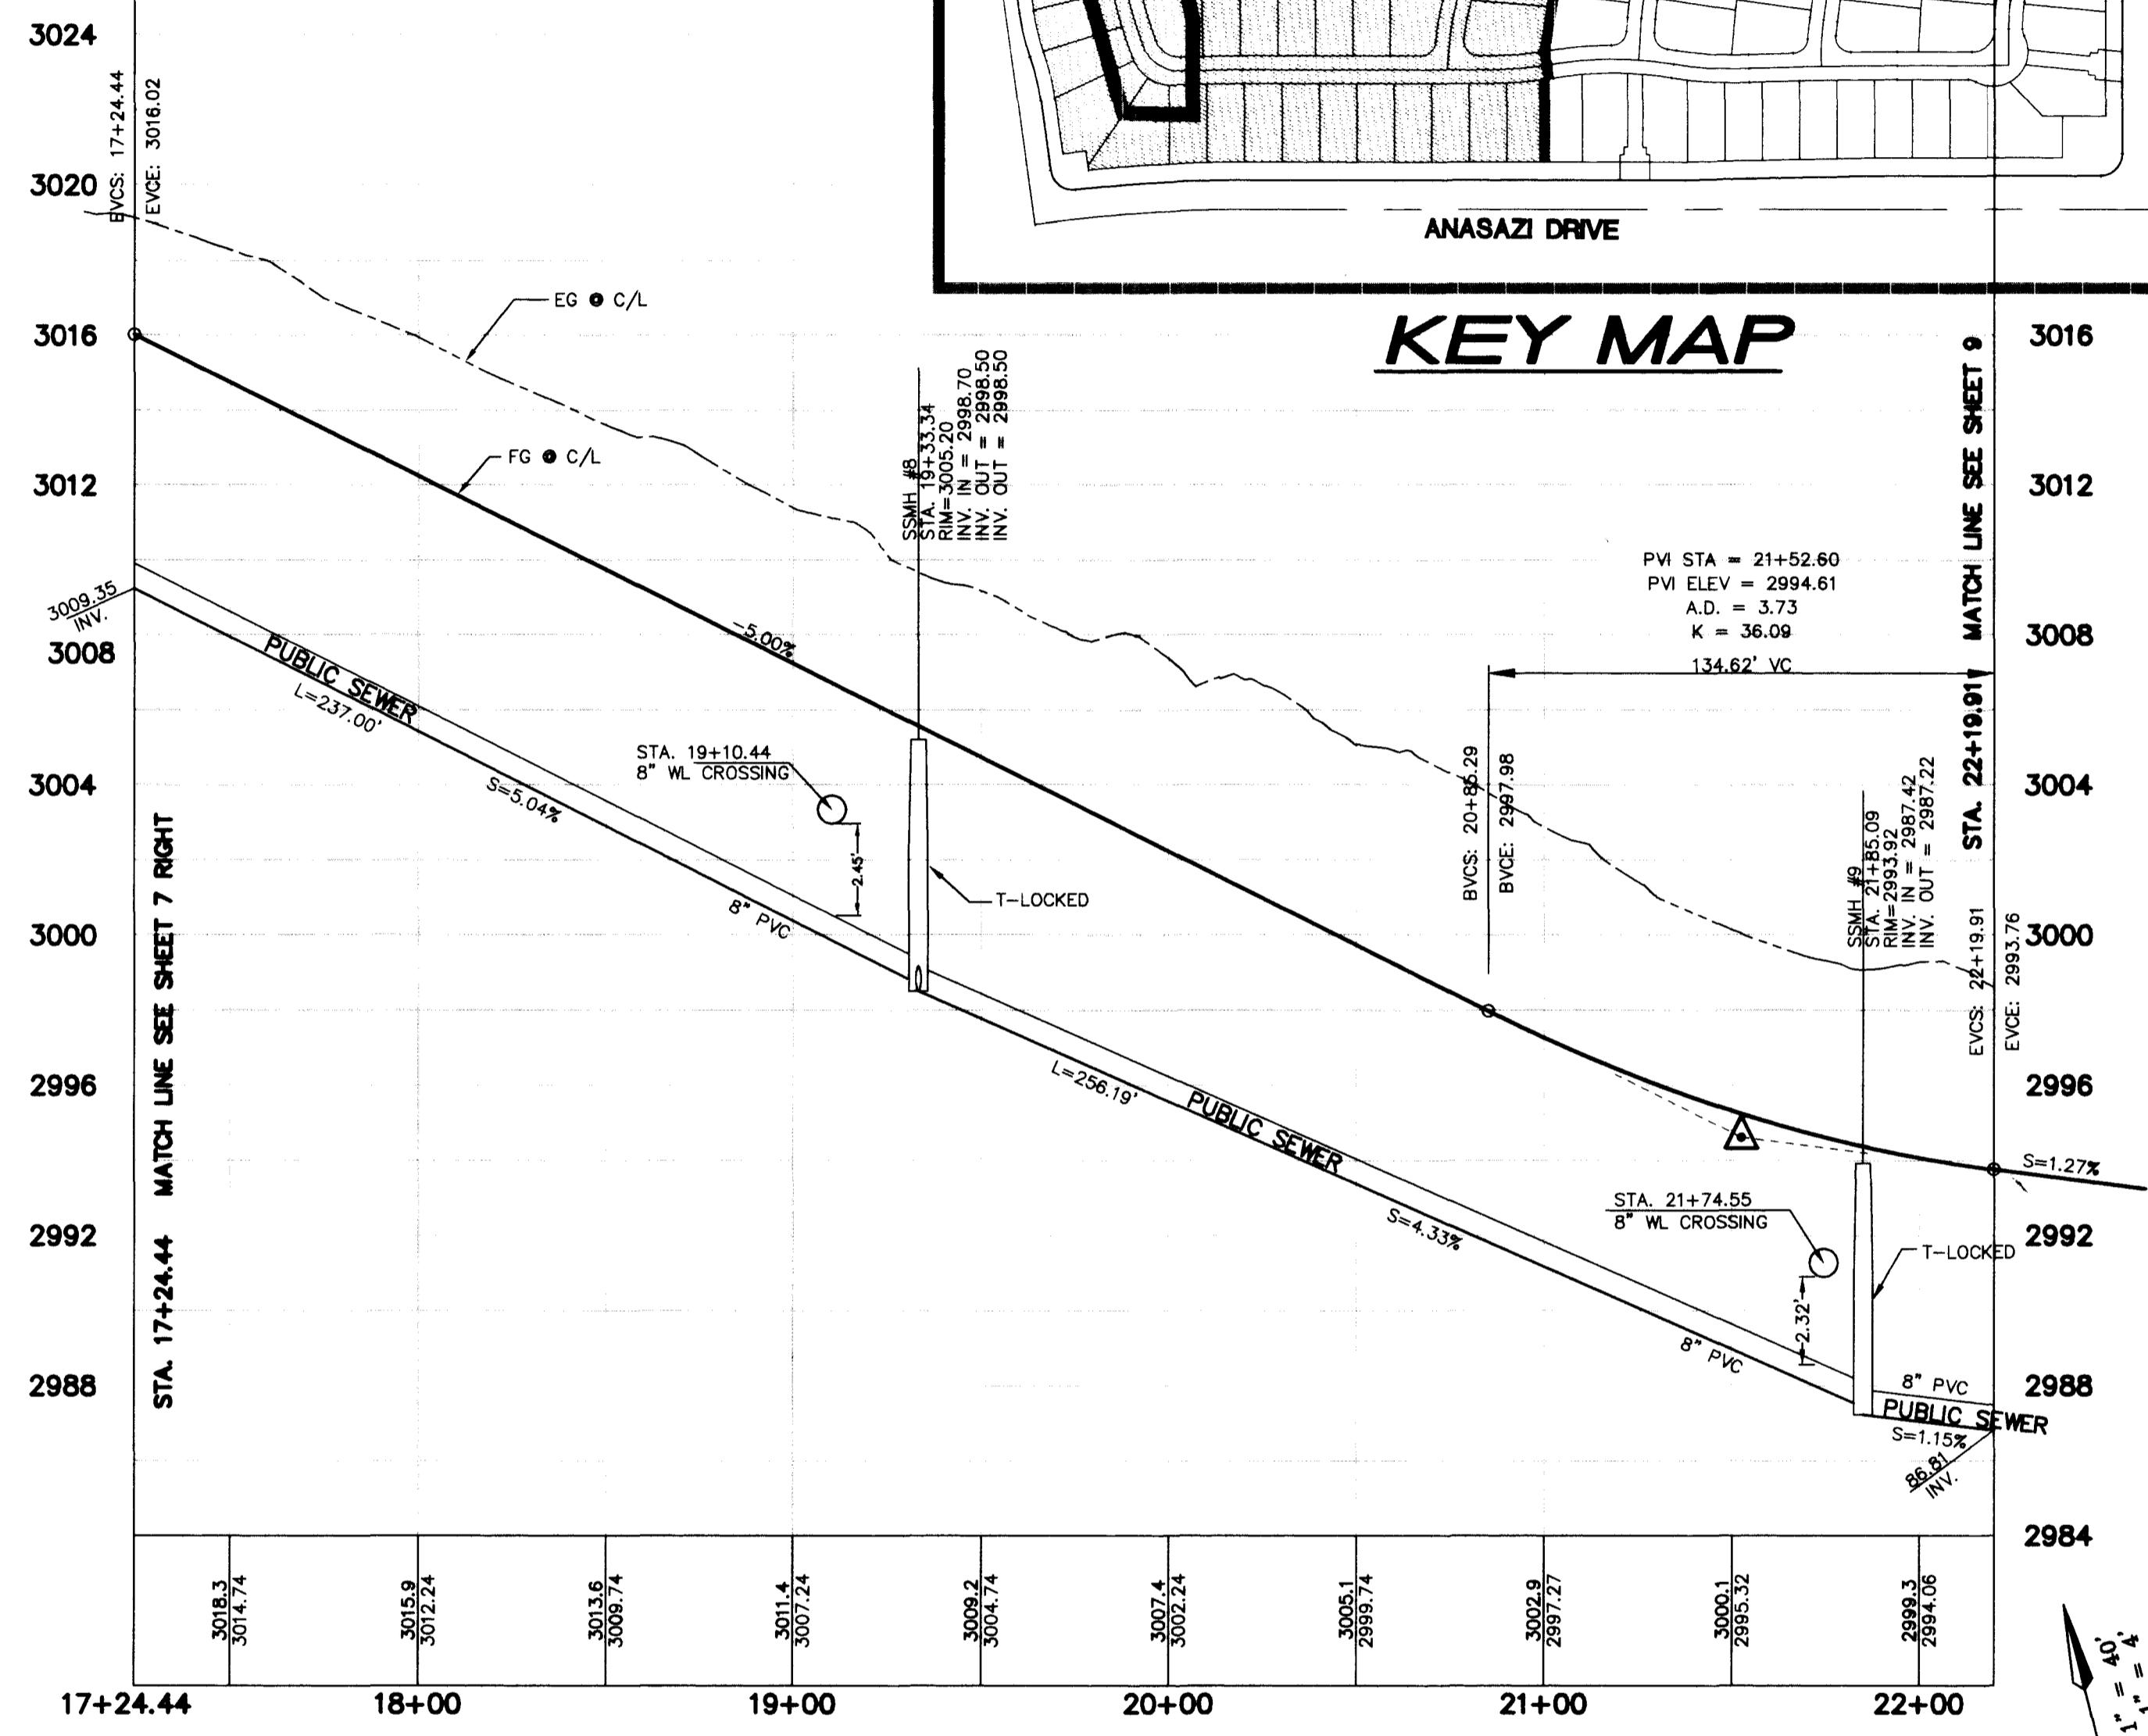 3024
3020
3016
3012
3008
3004
3000
2996
2992
2988
EVCS: 17+24.44
EVCE: 3016.02
ANASAZI DRIVE
KEY MAP
EG @ C/L
FG @ C/L
3009.35
INV.
PUBLIC SEWER
L=237.00'
S=5.04%
8" PVC
-5.00%
STA. 19+10.44
8" WL CROSSING
2.45'
SSMH #8
STA. 19+33.34
RIM=3005.20
INV. IN = 2998.70
INV. OUT = 2998.50
INV. OUT = 2998.50
T-LOCKED
STA. 17+24.44 MATCH LINE SEE SHEET 7 RIGHT
L=256.19'
PUBLIC SEWER
S=4.33%
8" PVC
PVI STA = 21+52.60
PVI ELEV = 2994.61
A.D. = 3.73
K = 36.09
134.62' VC
BVCS: 20+85.29
BVCE: 2997.98
STA. 21+74.55
8" WL CROSSING
2.32'
SSMH #9
STA. 21+85.09
RIM=2993.92
INV. IN = 2987.42
INV. OUT = 2987.22
T-LOCKED
EVCS: 22+19.91
EVCE: 2993.76
STA. 22+19.91 MATCH LINE SEE SHEET 9
S=1.27%
8" PVC
PUBLIC SEWER
S=1.15%
86.81
INV.
3016
3012
3008
3004
3000
2996
2992
2988
2984
3018.3
3014.74
3015.9
3012.24
3013.6
3009.74
3011.4
3007.24
3009.2
3004.74
3007.4
3002.24
3005.1
2999.74
3002.9
2997.27
3000.1
2995.32
2999.3
2994.06
17+24.44
18+00
19+00
20+00
21+00
22+00
1" = 40'
1" = 4'